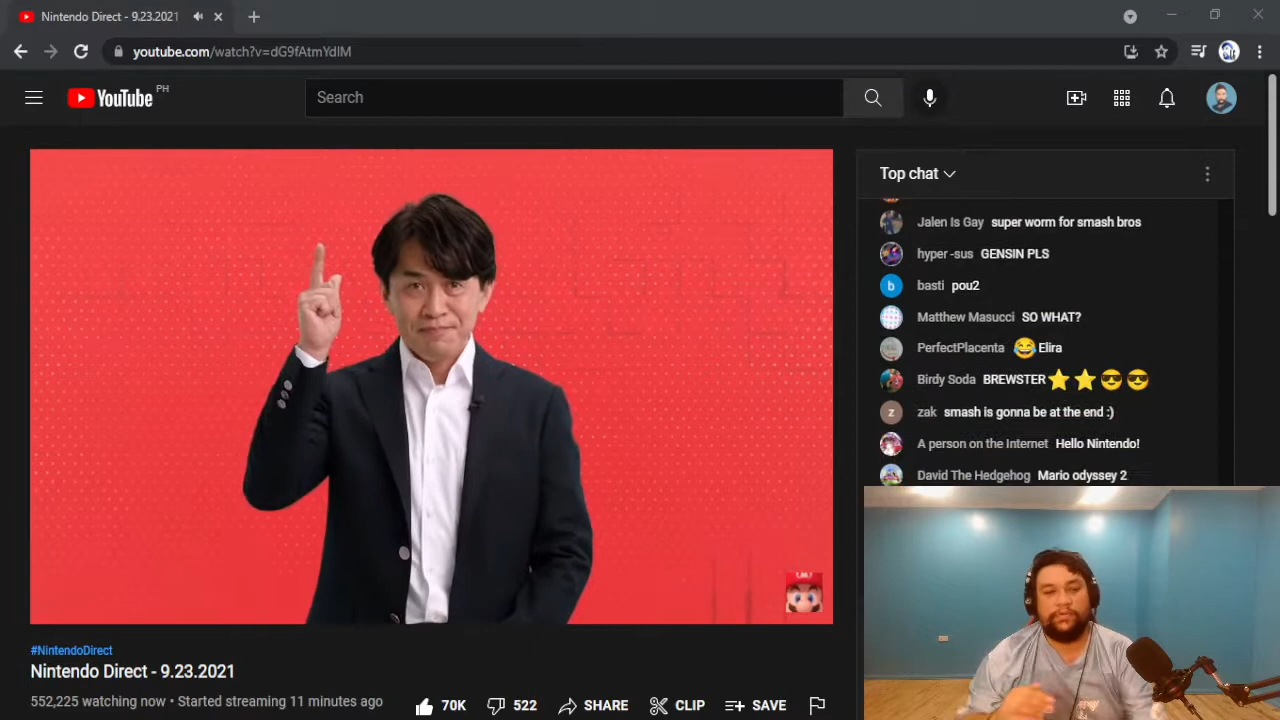 Nintendo Direct - 9.23.2021
youtube.com/watch?v=dG9fAtmYdlM
YouTube PH
Search
Top chat
Jalen Is Gay super worm for smash bros
hyper -sus GENSIN PLS
b basti pou2
Matthew Masucci SO WHAT?
PerfectPlacenta 😂 Elira
Birdy Soda BREWSTER⭐⭐😎😎
z zak smash is gonna be at the end :)
A person on the Internet Hello Nintendo!
David The Hedgehog Mario odyssey 2
M
#NintendoDirect
Nintendo Direct - 9.23.2021
552,225 watching now • Started streaming 11 minutes ago
70K 522 SHARE CLIP SAVE